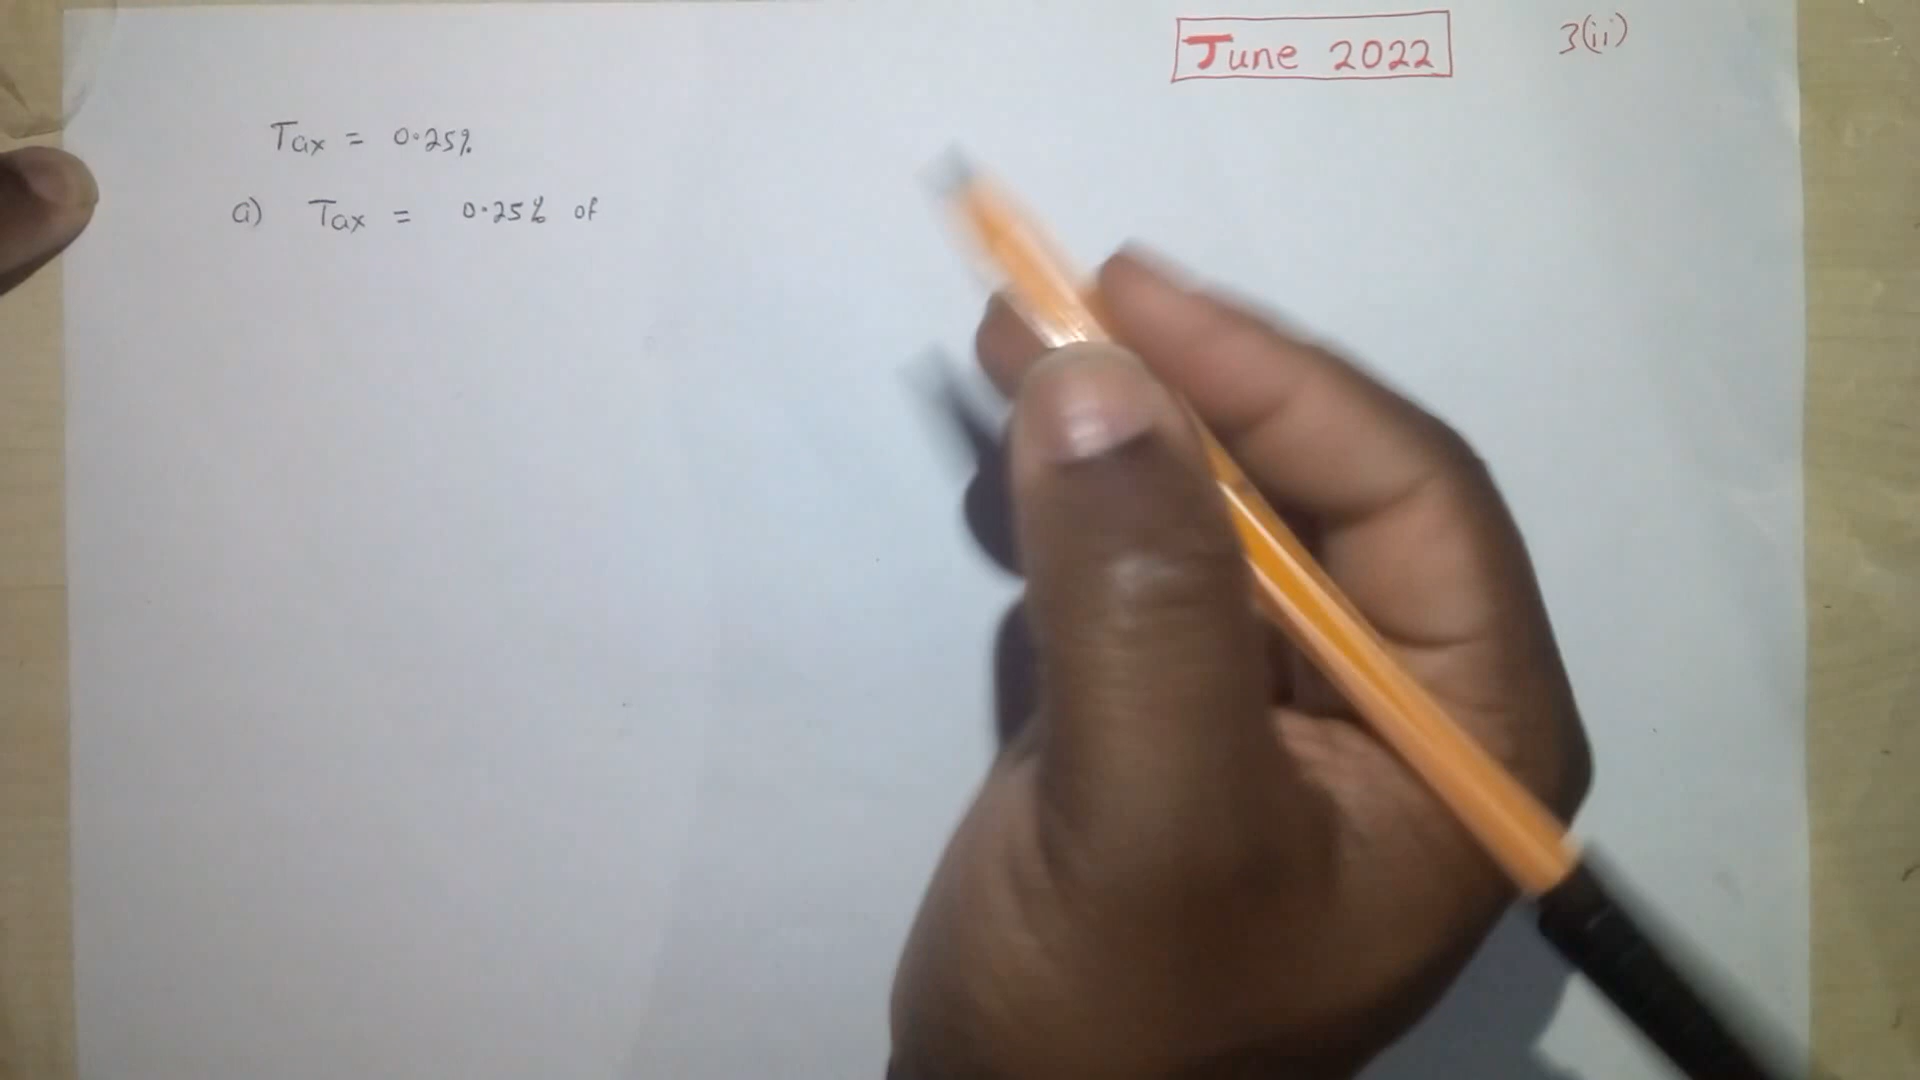 June 2022 3(ii)
Tax = 0.25%
a) Tax = 0.25% of